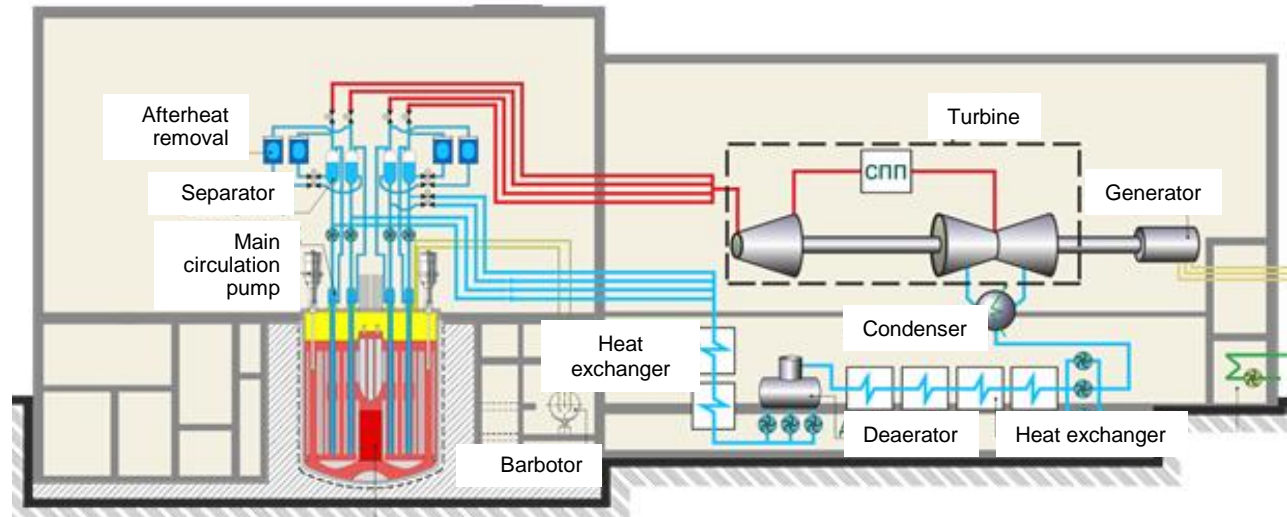 Afterheat
removal
Separator
Main
circulation
pump
Turbine
спп
Generator
Heat
exchanger
Condenser
Barbotor
Deaerator
Heat exchanger